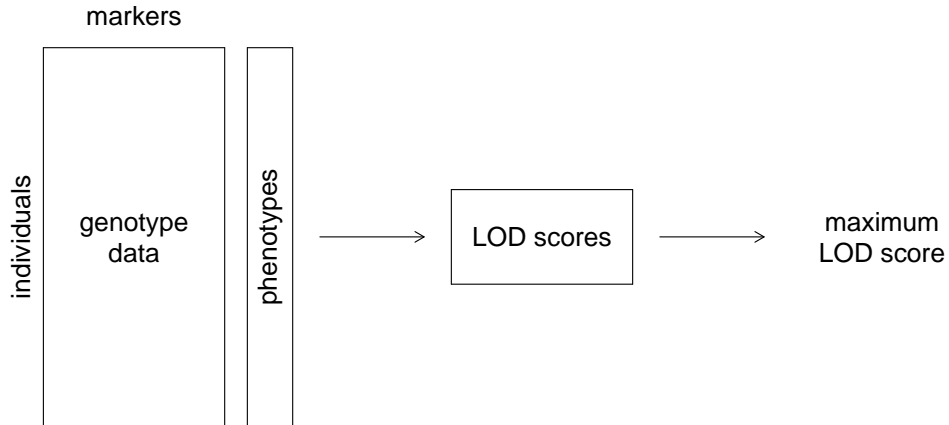 markers
individuals
genotype
data
phenotypes
LOD scores
maximum
LOD score